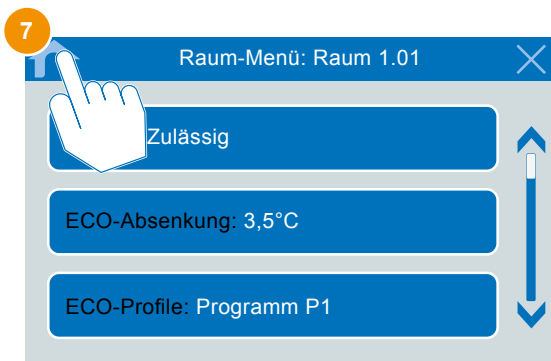 7
Raum-Menü: Raum 1.01
Zulässig
ECO-Absenkung: 3,5°C
ECO-Profile: Programm P1